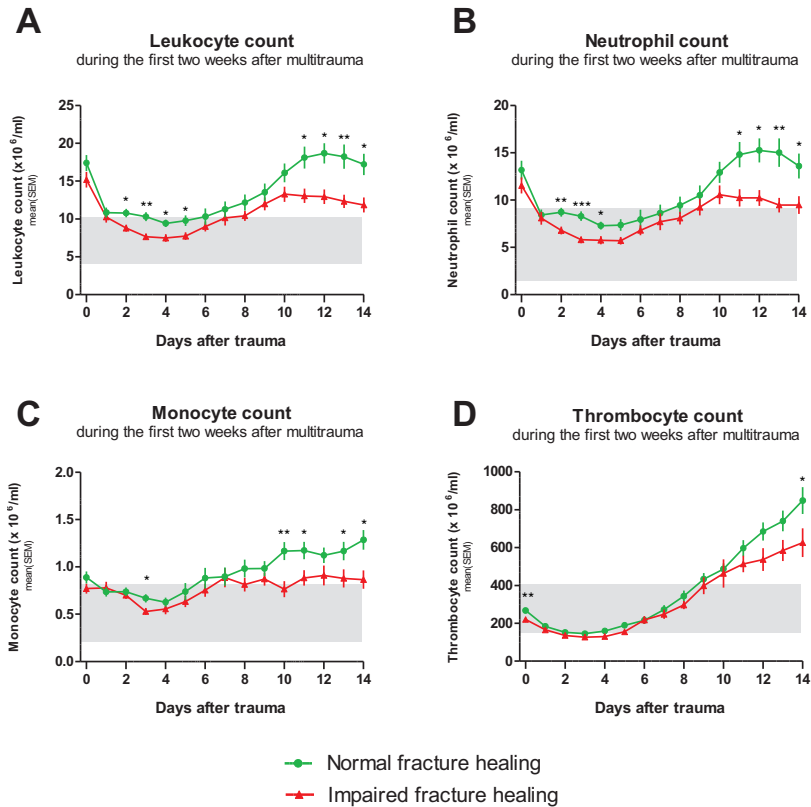 A
Leukocyte count
during the first two weeks after multitrauma
Leukocyte count (x10 6/ml)
mean(SEM)
25
20
15
10
5
0
* ** * * * * ** *
0 2 4 6 8 10 12 14
Days after trauma
B
Neutrophil count
during the first two weeks after multitrauma
Neutrophil count (x 10 6/ml)
mean(SEM)
20
15
10
5
0
** *** * * * ** *
0 2 4 6 8 10 12 14
Days after trauma
C
Monocyte count
during the first two weeks after multitrauma
Monocyte count (x 10 6/ml)
mean(SEM)
2.0
1.5
1.0
0.5
0.0
* ** * * *
0 2 4 6 8 10 12 14
Days after trauma
D
Thrombocyte count
during the first two weeks after multitrauma
Thrombocyte count (x 10 6/ml)
mean(SEM)
1000
800
600
400
200
0
** *
0 2 4 6 8 10 12 14
Days after trauma
Normal fracture healing
Impaired fracture healing